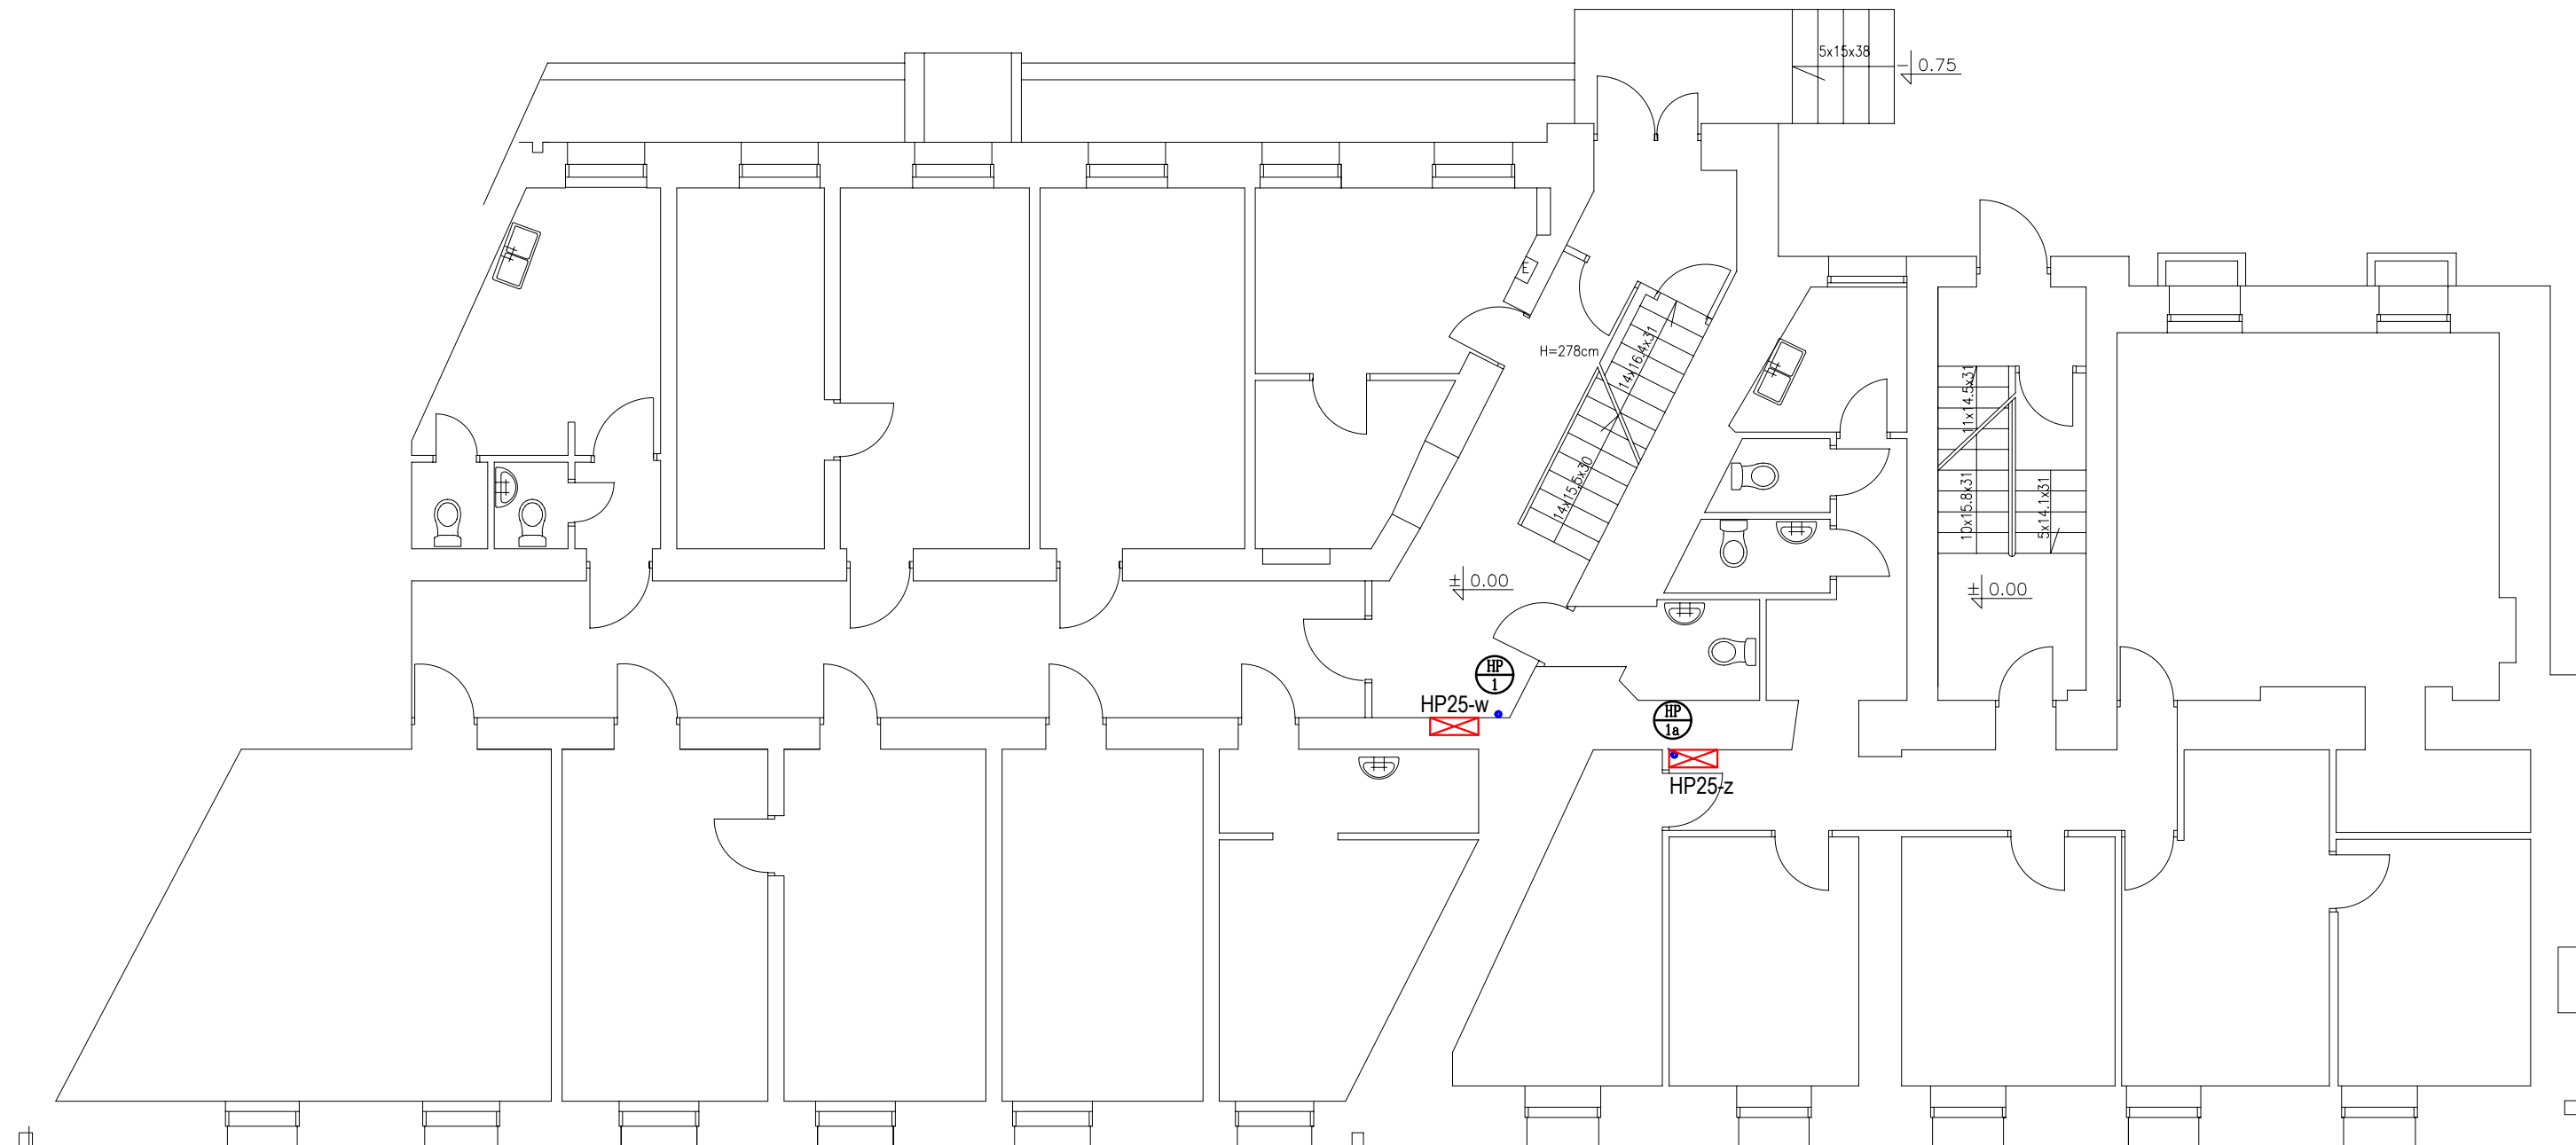 5x15x38
- 0.75
E
H=278cm
14x16.4x31
14x15.5x30
11x14.5x31
10x15.8x31
5x14.1x31
± 0.00
± 0.00
HP
1
HP25-w
HP
1a
HP25-z